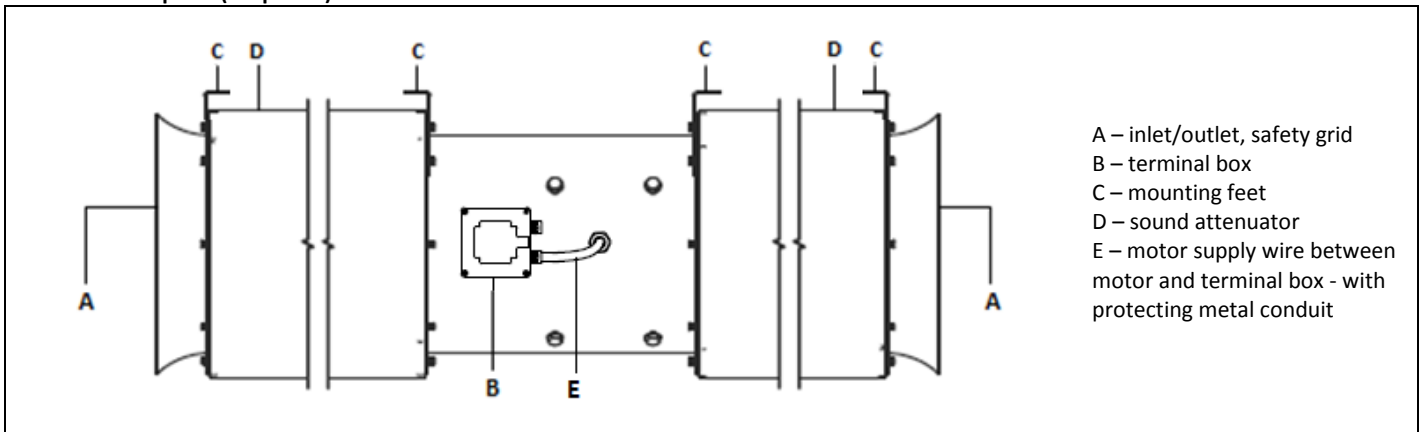 C D C C D C
A A
B E
A – inlet/outlet, safety grid
B – terminal box
C – mounting feet
D – sound attenuator
E – motor supply wire between
motor and terminal box - with
protecting metal conduit